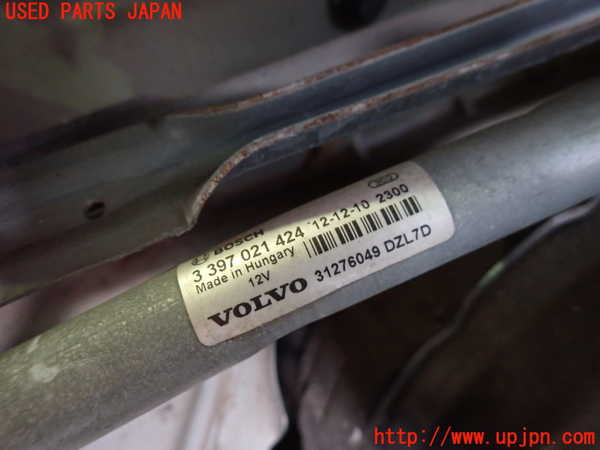 USED PARTS JAPAN
BOSCH
3 397 021 424 12-12-10 2300
Made in Hungary
12V
31276049 DZL7D
VOLVO
http://www.upjpn.com/